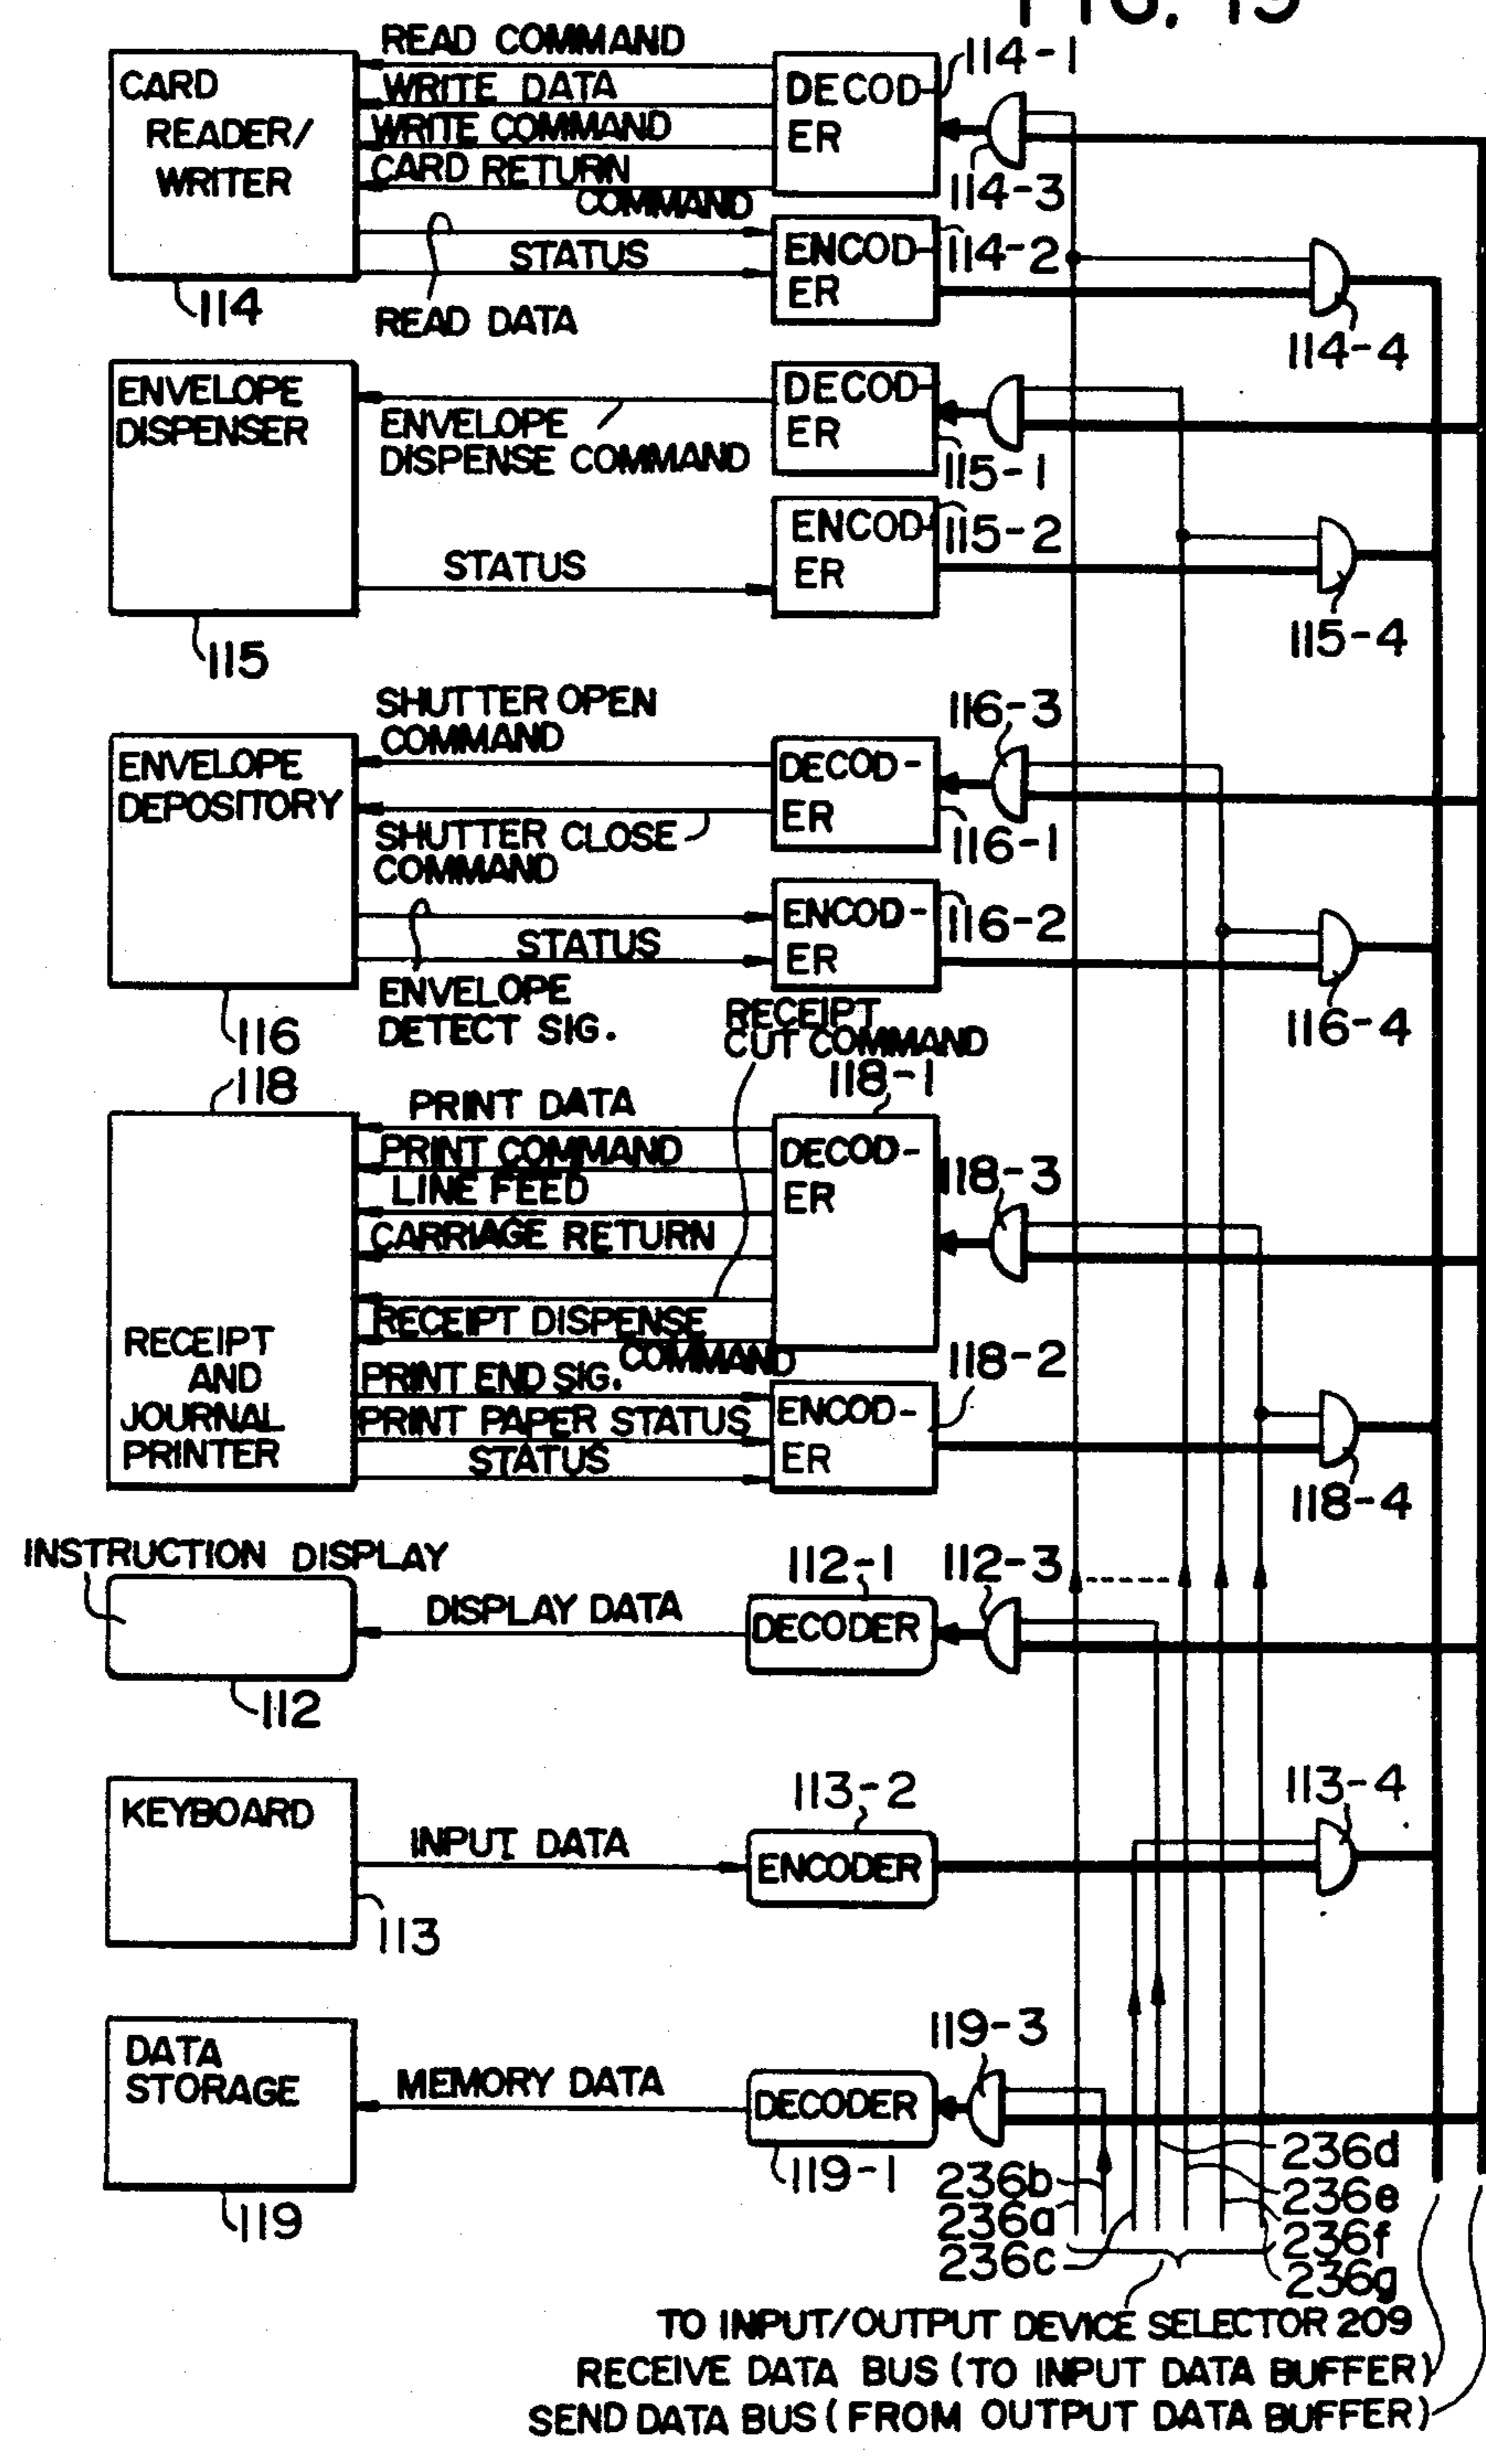 FIG. 15
READ COMMAND
WRITE DATA
WRITE COMMAND
CARD RETURN
COMMAND
CARD
READER/
WRITER
DECOD-
ER
114-1
114-3
STATUS
READ DATA
ENCOD-
ER
114-2
114-4
114
ENVELOPE
DISPENSER
ENVELOPE
DISPENSE COMMAND
DECOD-
ER
115-1
STATUS
ENCOD-
ER
115-2
115-4
115
SHUTTER OPEN
COMMAND
ENVELOPE
DEPOSITORY
SHUTTER CLOSE
COMMAND
DECOD-
ER
116-3
116-1
STATUS
ENVELOPE
DETECT SIG.
ENCOD-
ER
116-2
116-4
116
RECEIPT
CUT COMMAND
118
118-1
PRINT DATA
PRINT COMMAND
LINE FEED
CARRIAGE RETURN
DECOD-
ER
118-3
RECEIPT DISPENSE
COMMAND
RECEIPT
AND
JOURNAL
PRINTER
PRINT END SIG.
PRINT PAPER STATUS
STATUS
ENCOD-
ER
118-2
118-4
INSTRUCTION DISPLAY
DISPLAY DATA
112-1
DECODER
112-3
112
KEYBOARD
INPUT DATA
113-2
ENCODER
113-4
113
DATA
STORAGE
MEMORY DATA
DECODER
119-3
119-1
119
236b
236a
236c
236d
236e
236f
236g
TO INPUT/OUTPUT DEVICE SELECTOR 209
RECEIVE DATA BUS (TO INPUT DATA BUFFER)
SEND DATA BUS (FROM OUTPUT DATA BUFFER)